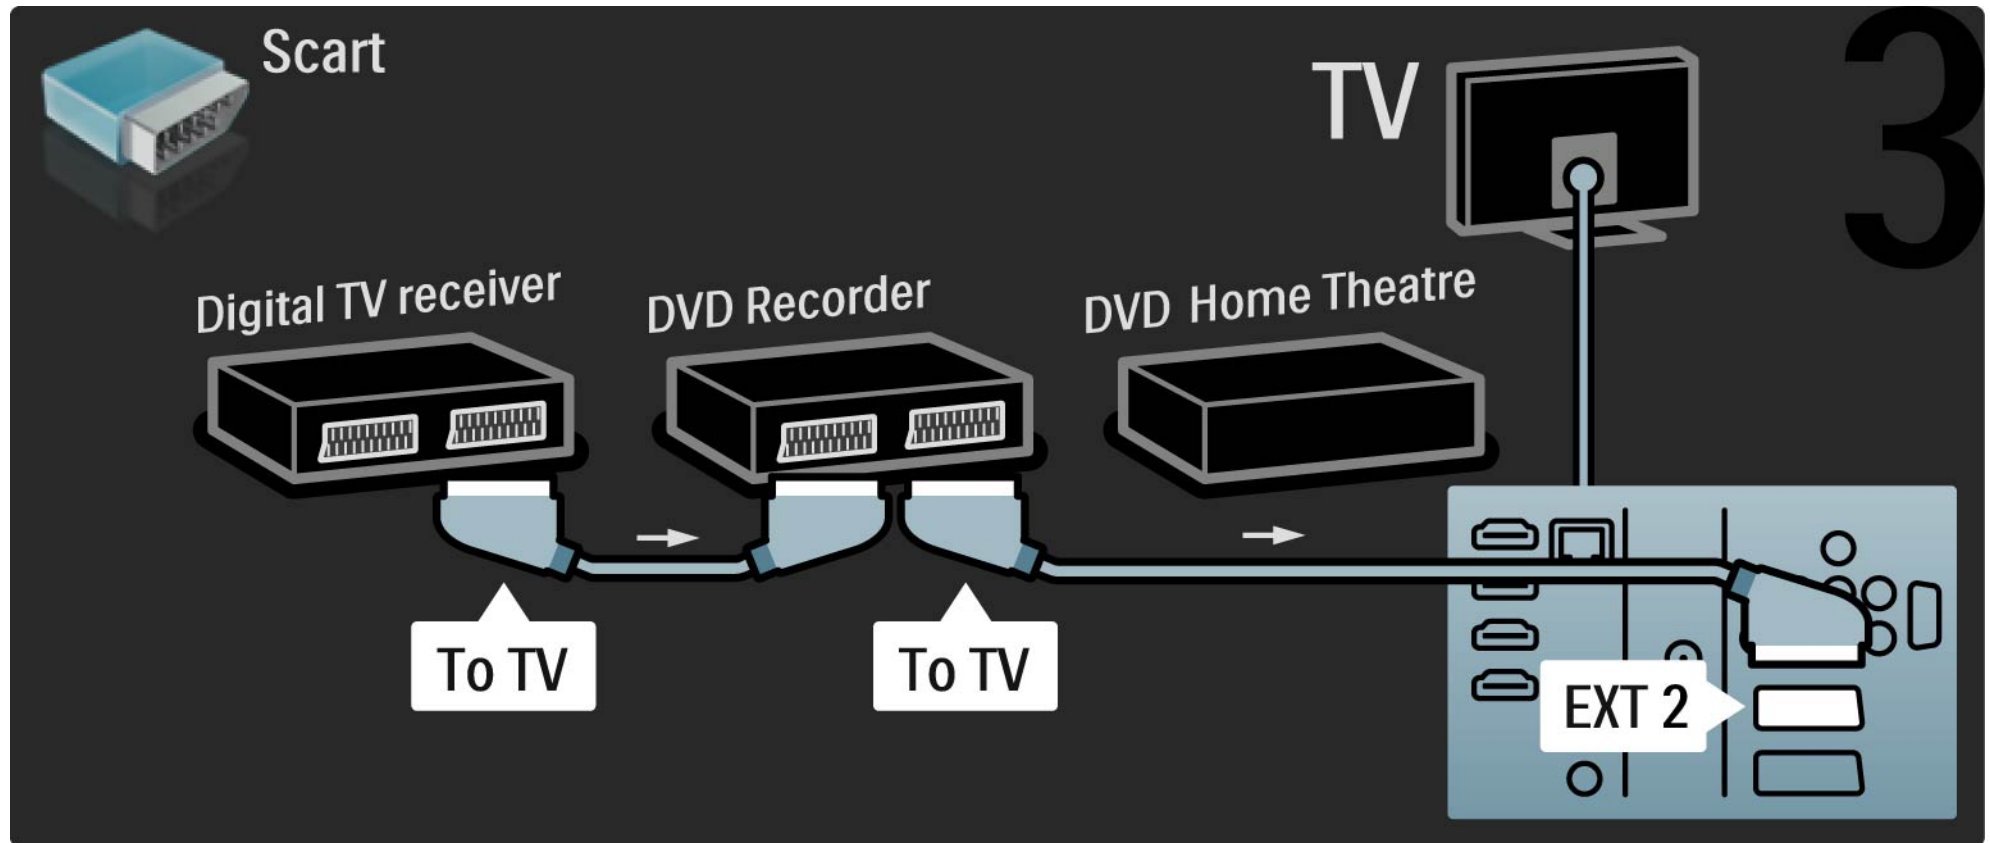 Scart
TV
3
Digital TV receiver
DVD Recorder
DVD Home Theatre
To TV
To TV
EXT 2